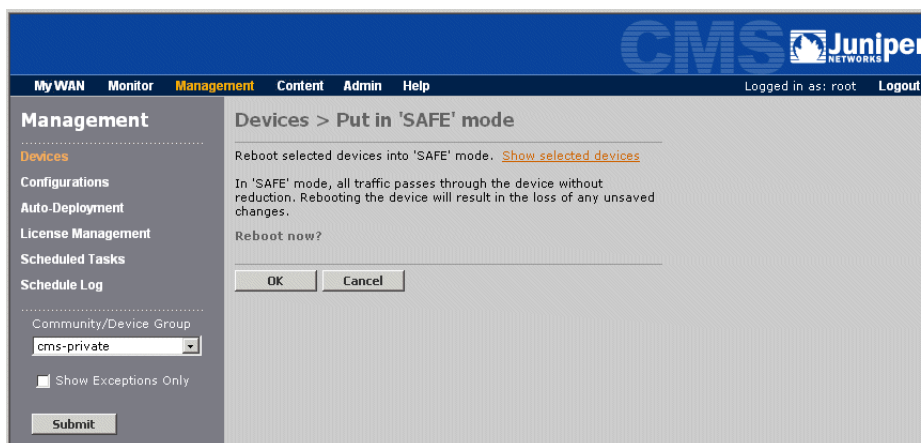 CMS
Juniper
NETWORKS
My WAN Monitor Management Content Admin Help Logged in as: root Logout
Management
Devices
Configurations
Auto-Deployment
License Management
Scheduled Tasks
Schedule Log
Community/Device Group
cms-private
Show Exceptions Only
Submit
Devices > Put in 'SAFE' mode
Reboot selected devices into 'SAFE' mode. Show selected devices
In 'SAFE' mode, all traffic passes through the device without
reduction. Rebooting the device will result in the loss of any unsaved
changes.
Reboot now?
OK Cancel